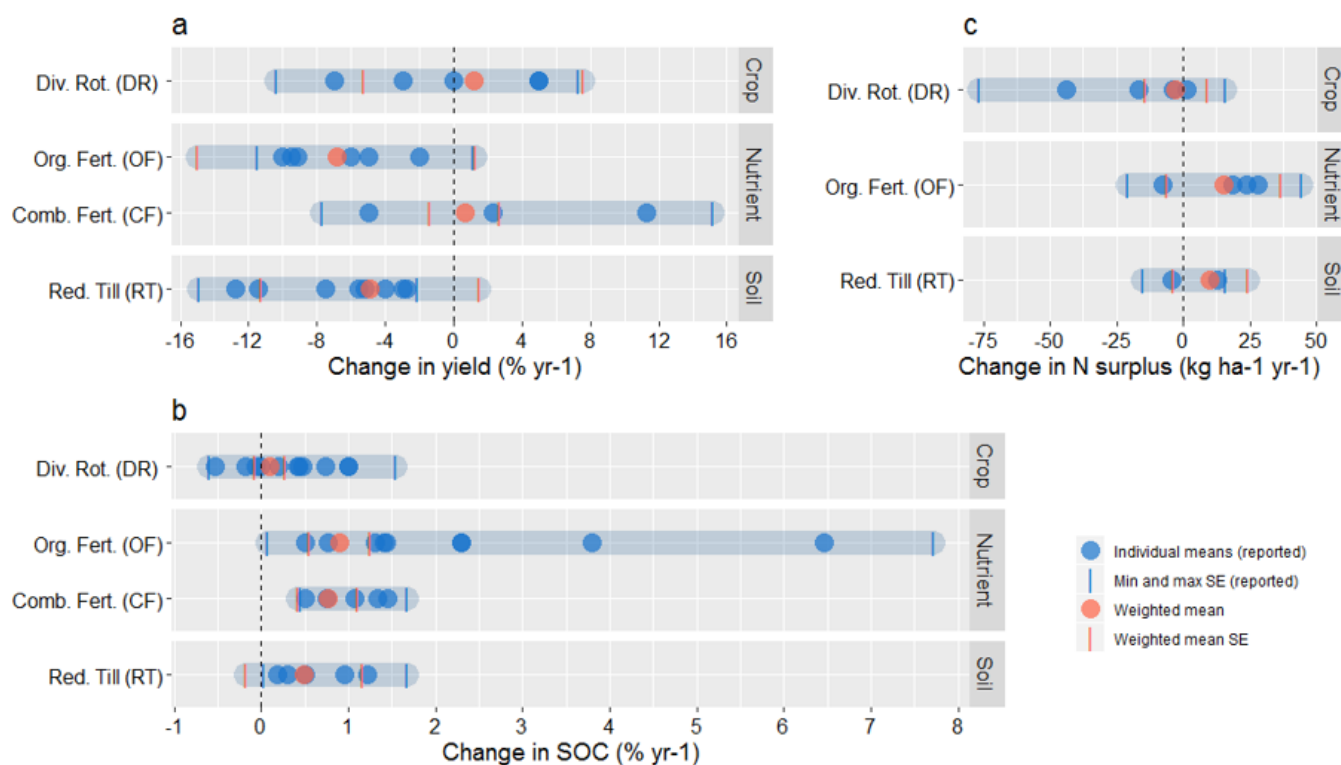 a
Div. Rot. (DR)
Crop
Org. Fert. (OF)
Comb. Fert. (CF)
Nutrient
Red. Till (RT)
Soil
-16 -12 -8 -4 0 4 8 12 16
Change in yield (% yr-1)
c
Div. Rot. (DR)
Crop
Org. Fert. (OF)
Nutrient
Red. Till (RT)
Soil
-75 -50 -25 0 25 50
Change in N surplus (kg ha-1 yr-1)
b
Div. Rot. (DR)
Crop
Org. Fert. (OF)
Comb. Fert. (CF)
Nutrient
Red. Till (RT)
Soil
-1 0 1 2 3 4 5 6 7 8
Change in SOC (% yr-1)
Individual means (reported)
Min and max SE (reported)
Weighted mean
Weighted mean SE